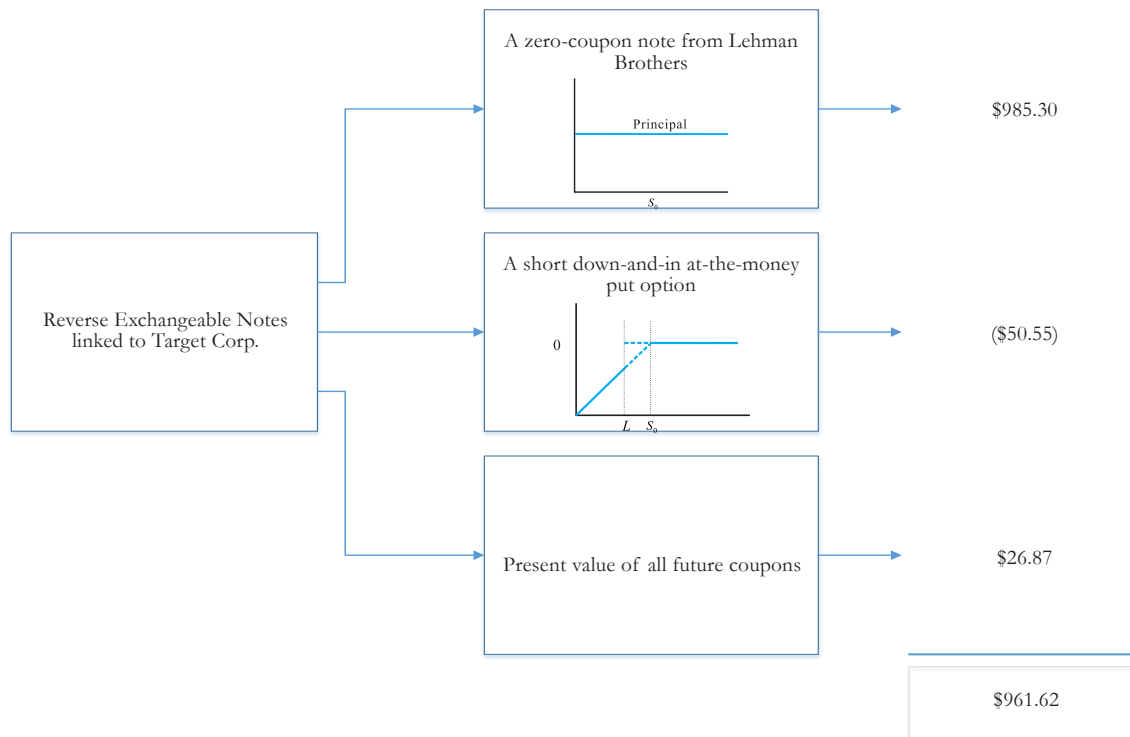 A zero-coupon note from Lehman
Brothers
Principal
S₀
$985.30
Reverse Exchangeable Notes
linked to Target Corp.
A short down-and-in at-the-money
put option
0
L S₀
($50.55)
Present value of all future coupons
$26.87
$961.62